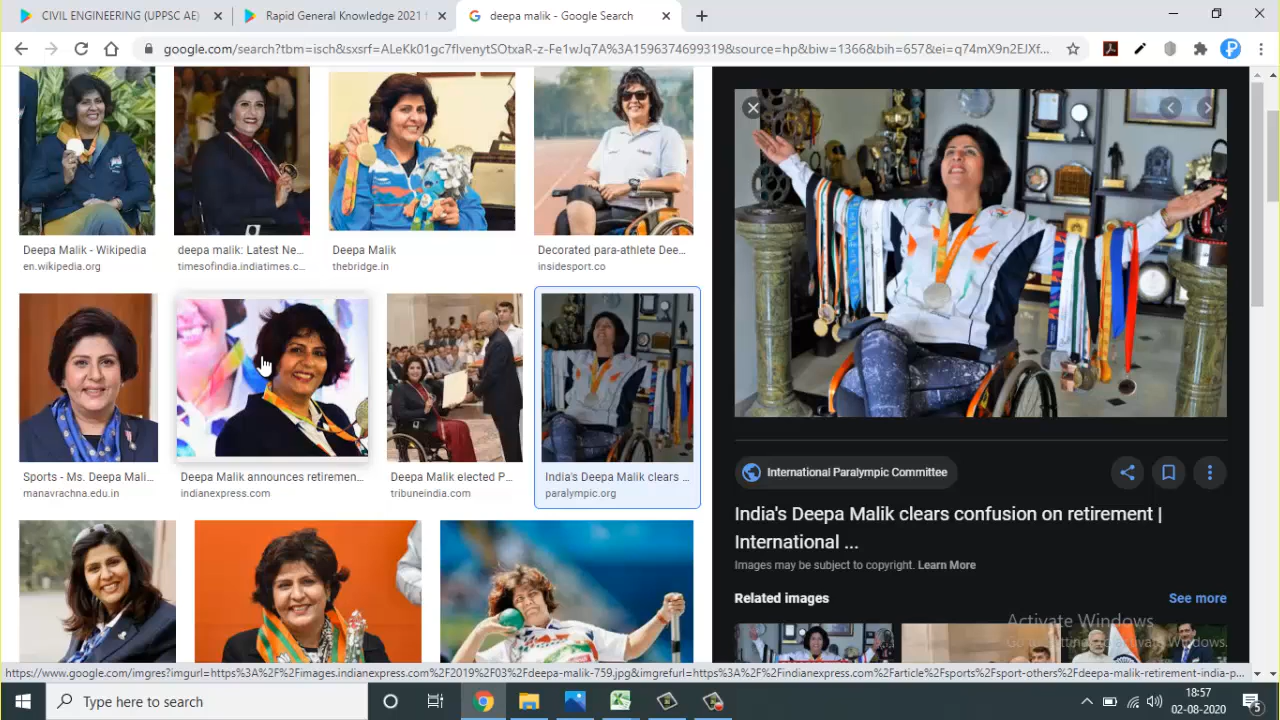 CIVIL ENGINEERING (UPPSC AE)
Rapid General Knowledge 2021 f
deepa malik - Google Search
google.com/search?tbm=isch&sxsrf=ALeKk01gc7flvenytSOtxaR-z-Fe1wJq7A%3A1596374699319&source=hp&biw=1366&bih=657&ei=q74mX9n2EJXf...
Deepa Malik - Wikipedia
en.wikipedia.org
deepa malik: Latest Ne...
timesofindia.indiatimes.c...
Deepa Malik
thebridge.in
Decorated para-athlete Dee...
insidesport.co
Sports - Ms. Deepa Mali...
manavrachna.edu.in
Deepa Malik announces retiremen...
indianexpress.com
Deepa Malik elected P...
tribuneindia.com
India's Deepa Malik clears ...
paralympic.org
International Paralympic Committee
India's Deepa Malik clears confusion on retirement |
International ...
Images may be subject to copyright. Learn More
Related images
See more
Activate Windows
Go to Settings to activate Windows.
https://www.google.com/imgres?imgurl=https%3A%2F%2Fimages.indianexpress.com%2F2019%2F03%2Fdeepa-malik-759.jpg&imgrefurl=https%3A%2F%2Findianexpress.com%2Farticle%2Fsports%2Fsport-others%2Fdeepa-malik-retirement-india-p...
Type here to search
18:57
02-08-2020
5